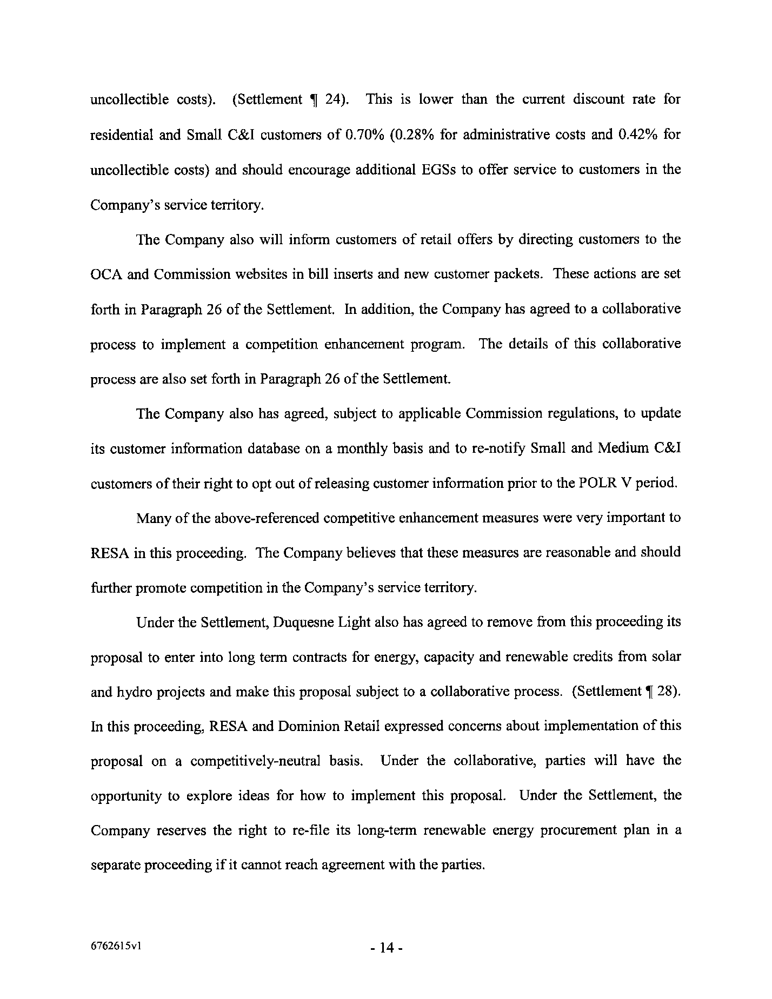 uncollectible costs). (Settlement ¶ 24). This is lower than the current discount rate for
residential and Small C&I customers of 0.70% (0.28% for administrative costs and 0.42% for
uncollectible costs) and should encourage additional EGSs to offer service to customers in the
Company's service territory.
The Company also will inform customers of retail offers by directing customers to the
OCA and Commission websites in bill inserts and new customer packets. These actions are set
forth in Paragraph 26 of the Settlement. In addition, the Company has agreed to a collaborative
process to implement a competition enhancement program. The details of this collaborative
process are also set forth in Paragraph 26 of the Settlement.
The Company also has agreed, subject to applicable Commission regulations, to update
its customer information database on a monthly basis and to re-notify Small and Medium C&I
customers of their right to opt out of releasing customer information prior to the POLR V period.
Many of the above-referenced competitive enhancement measures were very important to
RESA in this proceeding. The Company believes that these measures are reasonable and should
further promote competition in the Company's service territory.
Under the Settlement, Duquesne Light also has agreed to remove from this proceeding its
proposal to enter into long term contracts for energy, capacity and renewable credits from solar
and hydro projects and make this proposal subject to a collaborative process. (Settlement ¶ 28).
In this proceeding, RESA and Dominion Retail expressed concerns about implementation of this
proposal on a competitively-neutral basis. Under the collaborative, parties will have the
opportunity to explore ideas for how to implement this proposal. Under the Settlement, the
Company reserves the right to re-file its long-term renewable energy procurement plan in a
separate proceeding if it cannot reach agreement with the parties.
6762615v1
- 14 -